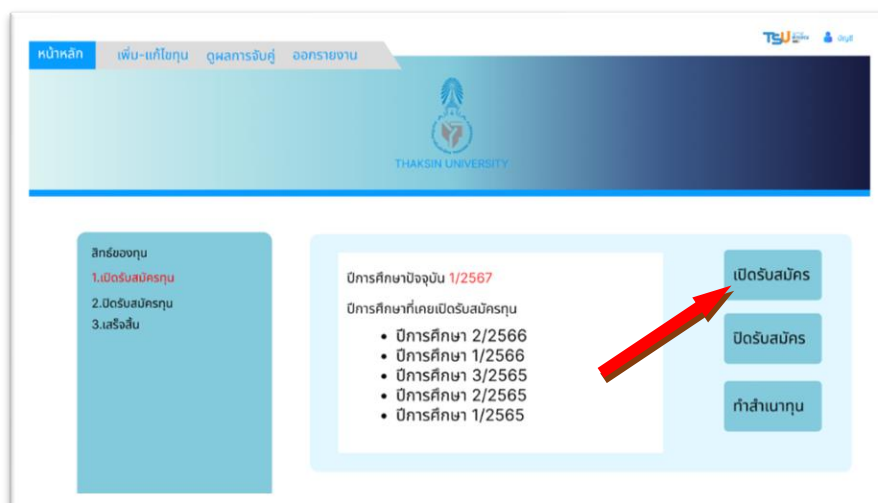 TSU
บัญชี
หน้าหลัก เพิ่ม-แก้ไขทุน ดูผลการจับคู่ ออกรายงาน
THAKSIN UNIVERSITY
สิทธ์ของทุน
1.เปิดรับสมัครทุน
2.ปิดรับสมัครทุน
3.เสร็จสิ้น
ปีการศึกษาปัจจุบัน 1/2567
ปีการศึกษาที่เคยเปิดรับสมัครทุน
• ปีการศึกษา 2/2566
• ปีการศึกษา 1/2566
• ปีการศึกษา 3/2565
• ปีการศึกษา 2/2565
• ปีการศึกษา 1/2565
เปิดรับสมัคร
ปิดรับสมัคร
ทำสำเนาทุน